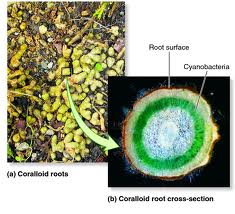 Root surface
Cyanobacteria
(a) Coralloid roots
(b) Coralloid root cross-section